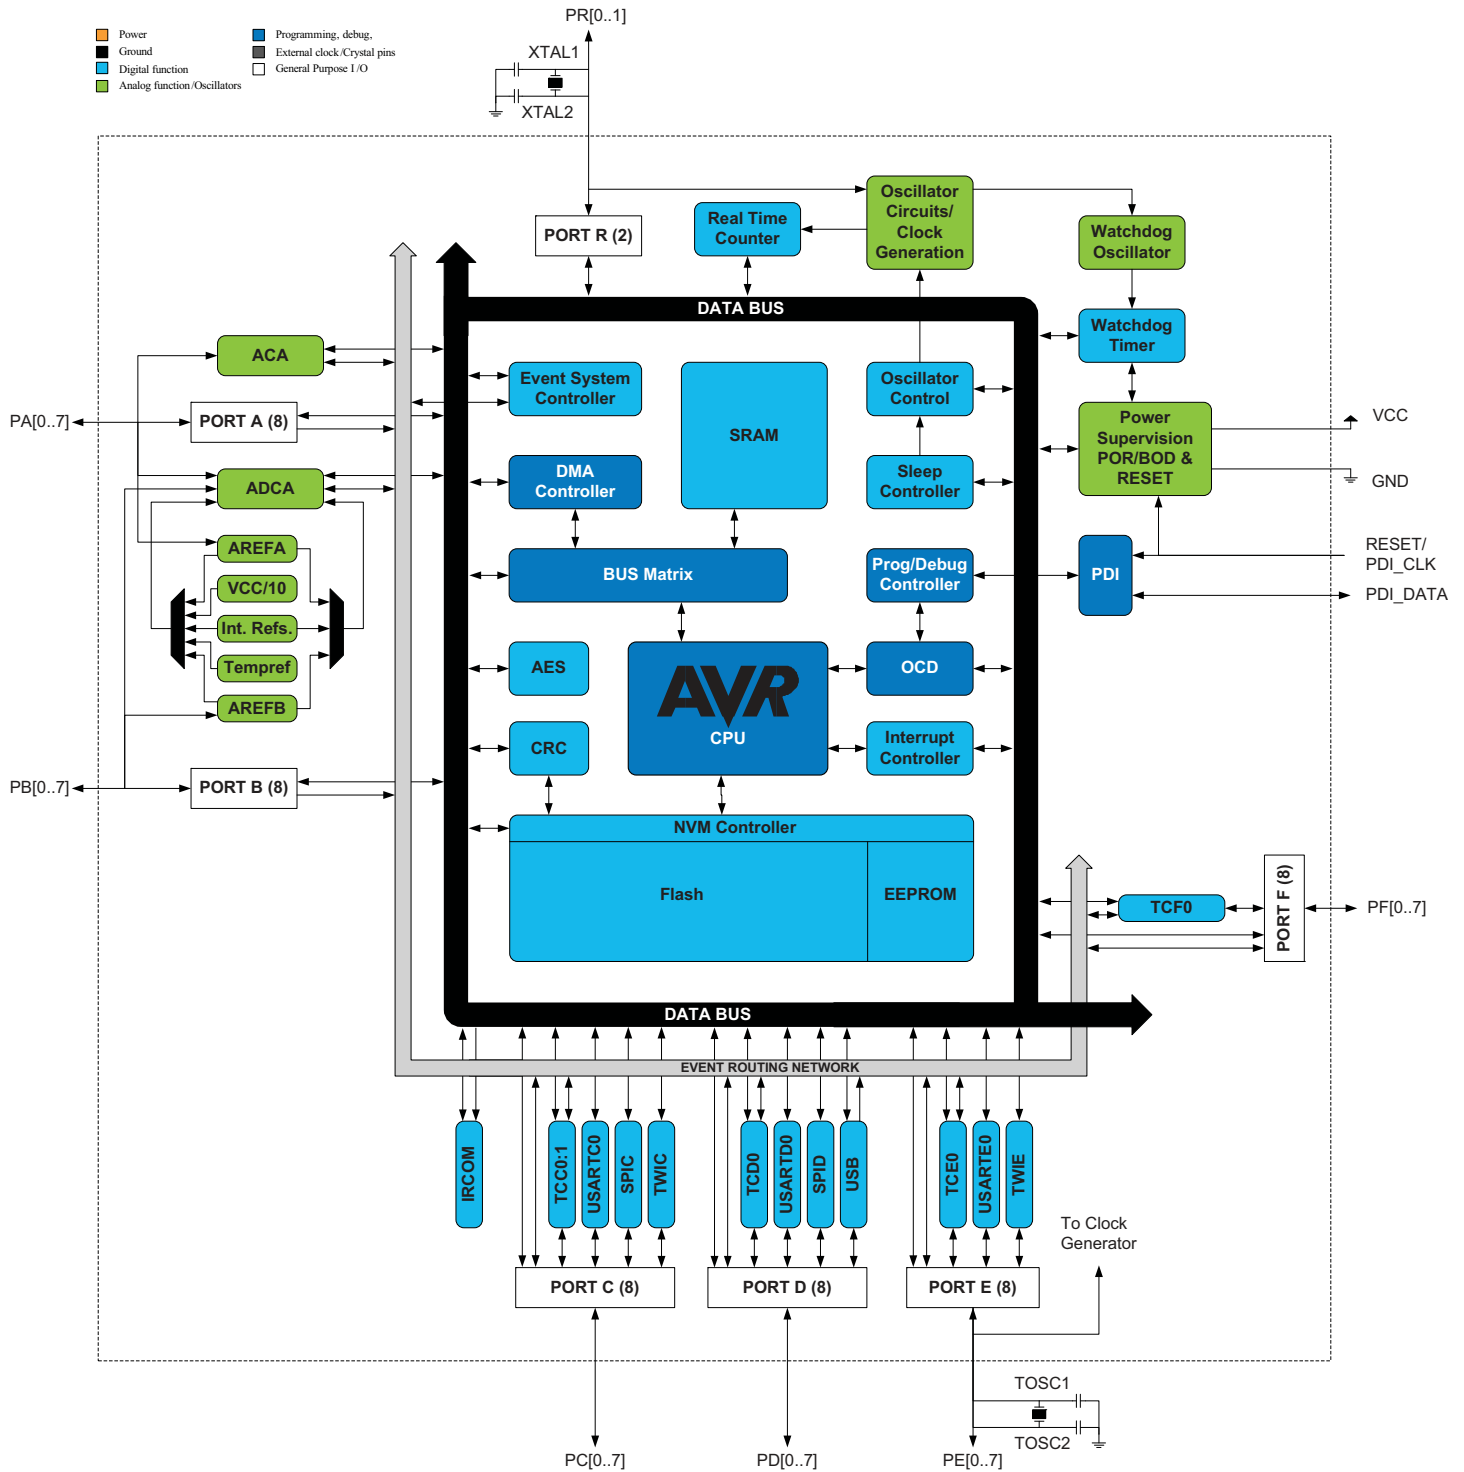 PR[0..1]
Power
Ground
Digital function
Analog function/Oscillators
Programming, debug,
External clock/Crystal pins
General Purpose I/O
XTAL1
XTAL2
PORT R (2)
Real Time
Counter
Oscillator
Circuits/
Clock
Generation
Watchdog
Oscillator
DATA BUS
Watchdog
Timer
ACA
Event System
Controller
SRAM
Oscillator
Control
PA[0..7]
PORT A (8)
Power
Supervision
POR/BOD &
RESET
VCC
GND
ADCA
DMA
Controller
Sleep
Controller
AREFA
VCC/10
Int. Refs.
Tempref
AREFB
BUS Matrix
Prog/Debug
Controller
PDI
RESET/
PDI_CLK
PDI_DATA
AES
AVR
CPU
OCD
CRC
Interrupt
Controller
PB[0..7]
PORT B (8)
NVM Controller
Flash
EEPROM
TCF0
PORT F (8)
PF[0..7]
DATA BUS
EVENT ROUTING NETWORK
IRCOM
TCC0:1
USARTC0
SPIC
TWIC
TCD0
USARTD0
SPID
USB
TCE0
USARTE0
TWIE
To Clock
Generator
PORT C (8)
PORT D (8)
PORT E (8)
TOSC1
TOSC2
PC[0..7]
PD[0..7]
PE[0..7]